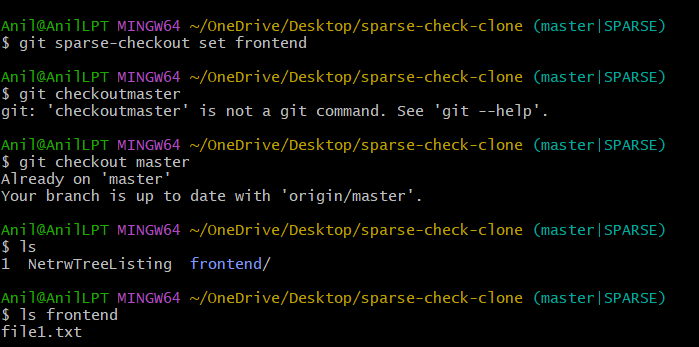 Anil@AnilLPT MINGW64 ~/OneDrive/Desktop/sparse-check-clone (master|SPARSE)
$ git sparse-checkout set frontend
Anil@AnilLPT MINGW64 ~/OneDrive/Desktop/sparse-check-clone (master|SPARSE)
$ git checkoutmaster
git: 'checkoutmaster' is not a git command. See 'git --help'.
Anil@AnilLPT MINGW64 ~/OneDrive/Desktop/sparse-check-clone (master|SPARSE)
$ git checkout master
Already on 'master'
Your branch is up to date with 'origin/master'.
Anil@AnilLPT MINGW64 ~/OneDrive/Desktop/sparse-check-clone (master|SPARSE)
$ ls
1  NetrwTreeListing  frontend/
Anil@AnilLPT MINGW64 ~/OneDrive/Desktop/sparse-check-clone (master|SPARSE)
$ ls frontend
file1.txt